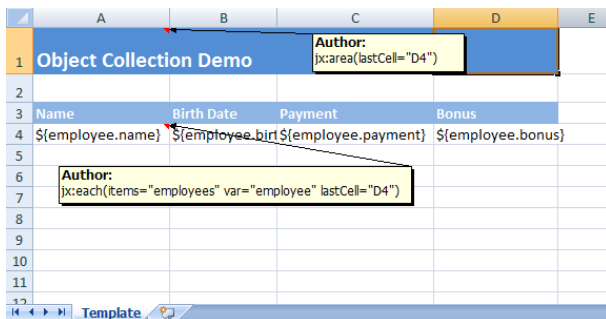 A B C D E
Author:
jx:area(lastCell="D4")
1 Object Collection Demo
2
3 Name Birth Date Payment Bonus
4 ${employee.name} ${employee.birt ${employee.payment} ${employee.bonus}
5
6 Author:
7 jx:each(items="employees" var="employee" lastCell="D4")
8
9
10
11
12
Template